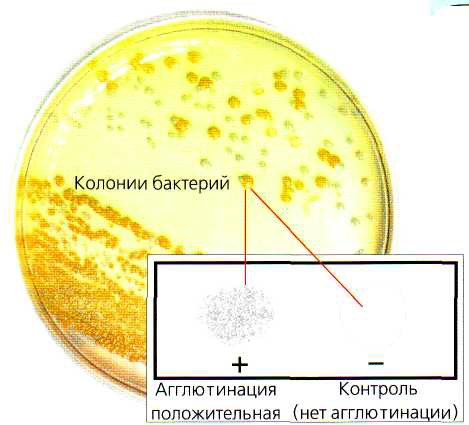 Колонии бактерий
+ −
Агглютинация Контроль
положительная (нет агглютинации)